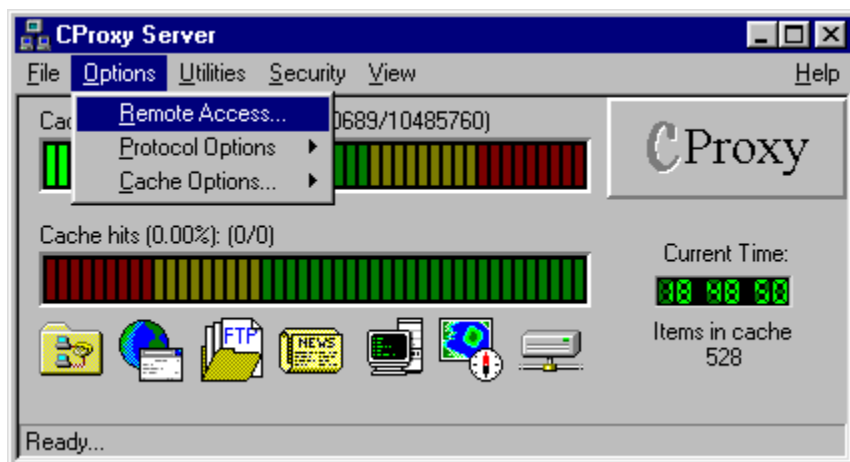 CProxy Server
File Options Utilities Security View Help
Remote Access...
Protocol Options
Cache Options...
0689/10485760)
CProxy
Cache hits (0.00%): (0/0)
Current Time:
FTP
NEWS
Items in cache
528
Ready...